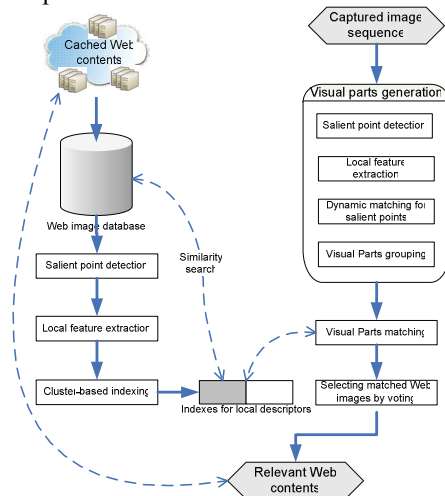 Cached Web
contents
Web image database
Salient point detection
Local feature extraction
Cluster-based indexing
Similarity
search
Indexes for local descriptors
Captured image
sequence
Visual parts generation
Salient point detection
Local feature
extraction
Dynamic matching for
salient points
Visual Parts grouping
Visual Parts matching
Selecting matched Web
images by voting
Relevant Web
contents